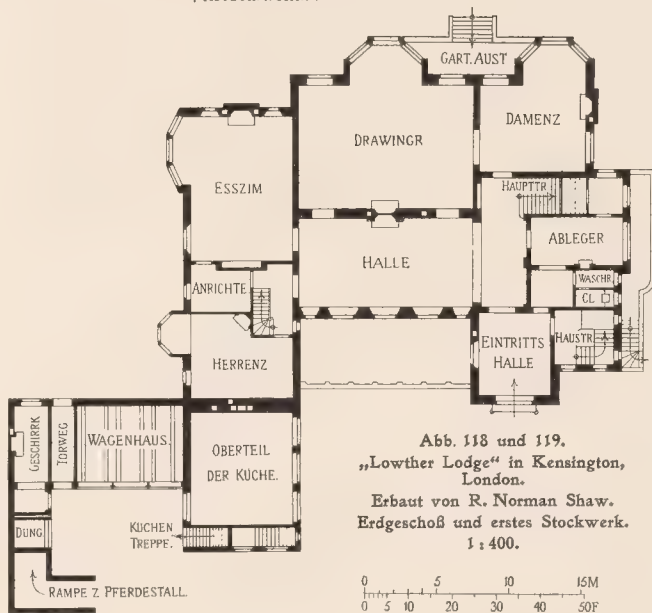 GART. AUST
DRAWINGR
DAMENZ
ESSZIM
HAUPTTR
ABLEGER
HALLE
ANRICHTE
WASCHR.
CL
EINTRITTS
HALLE
HAUSTR.
HERRENZ
GESCHIRRK
TORWEG
WAGENHAUS.
OBERTEIL
DER KÜCHE.
DUNG
KÜCHEN
TREPPE.
RAMPE Z PFERDESTALL.
Abb. 118 und 119.
„Lowther Lodge“ in Kensington,
London.
Erbaut von R. Norman Shaw.
Erdgeschoß und erstes Stockwerk.
1 : 400.
0 5 10 15M
0 5 10 20 30 40 50F